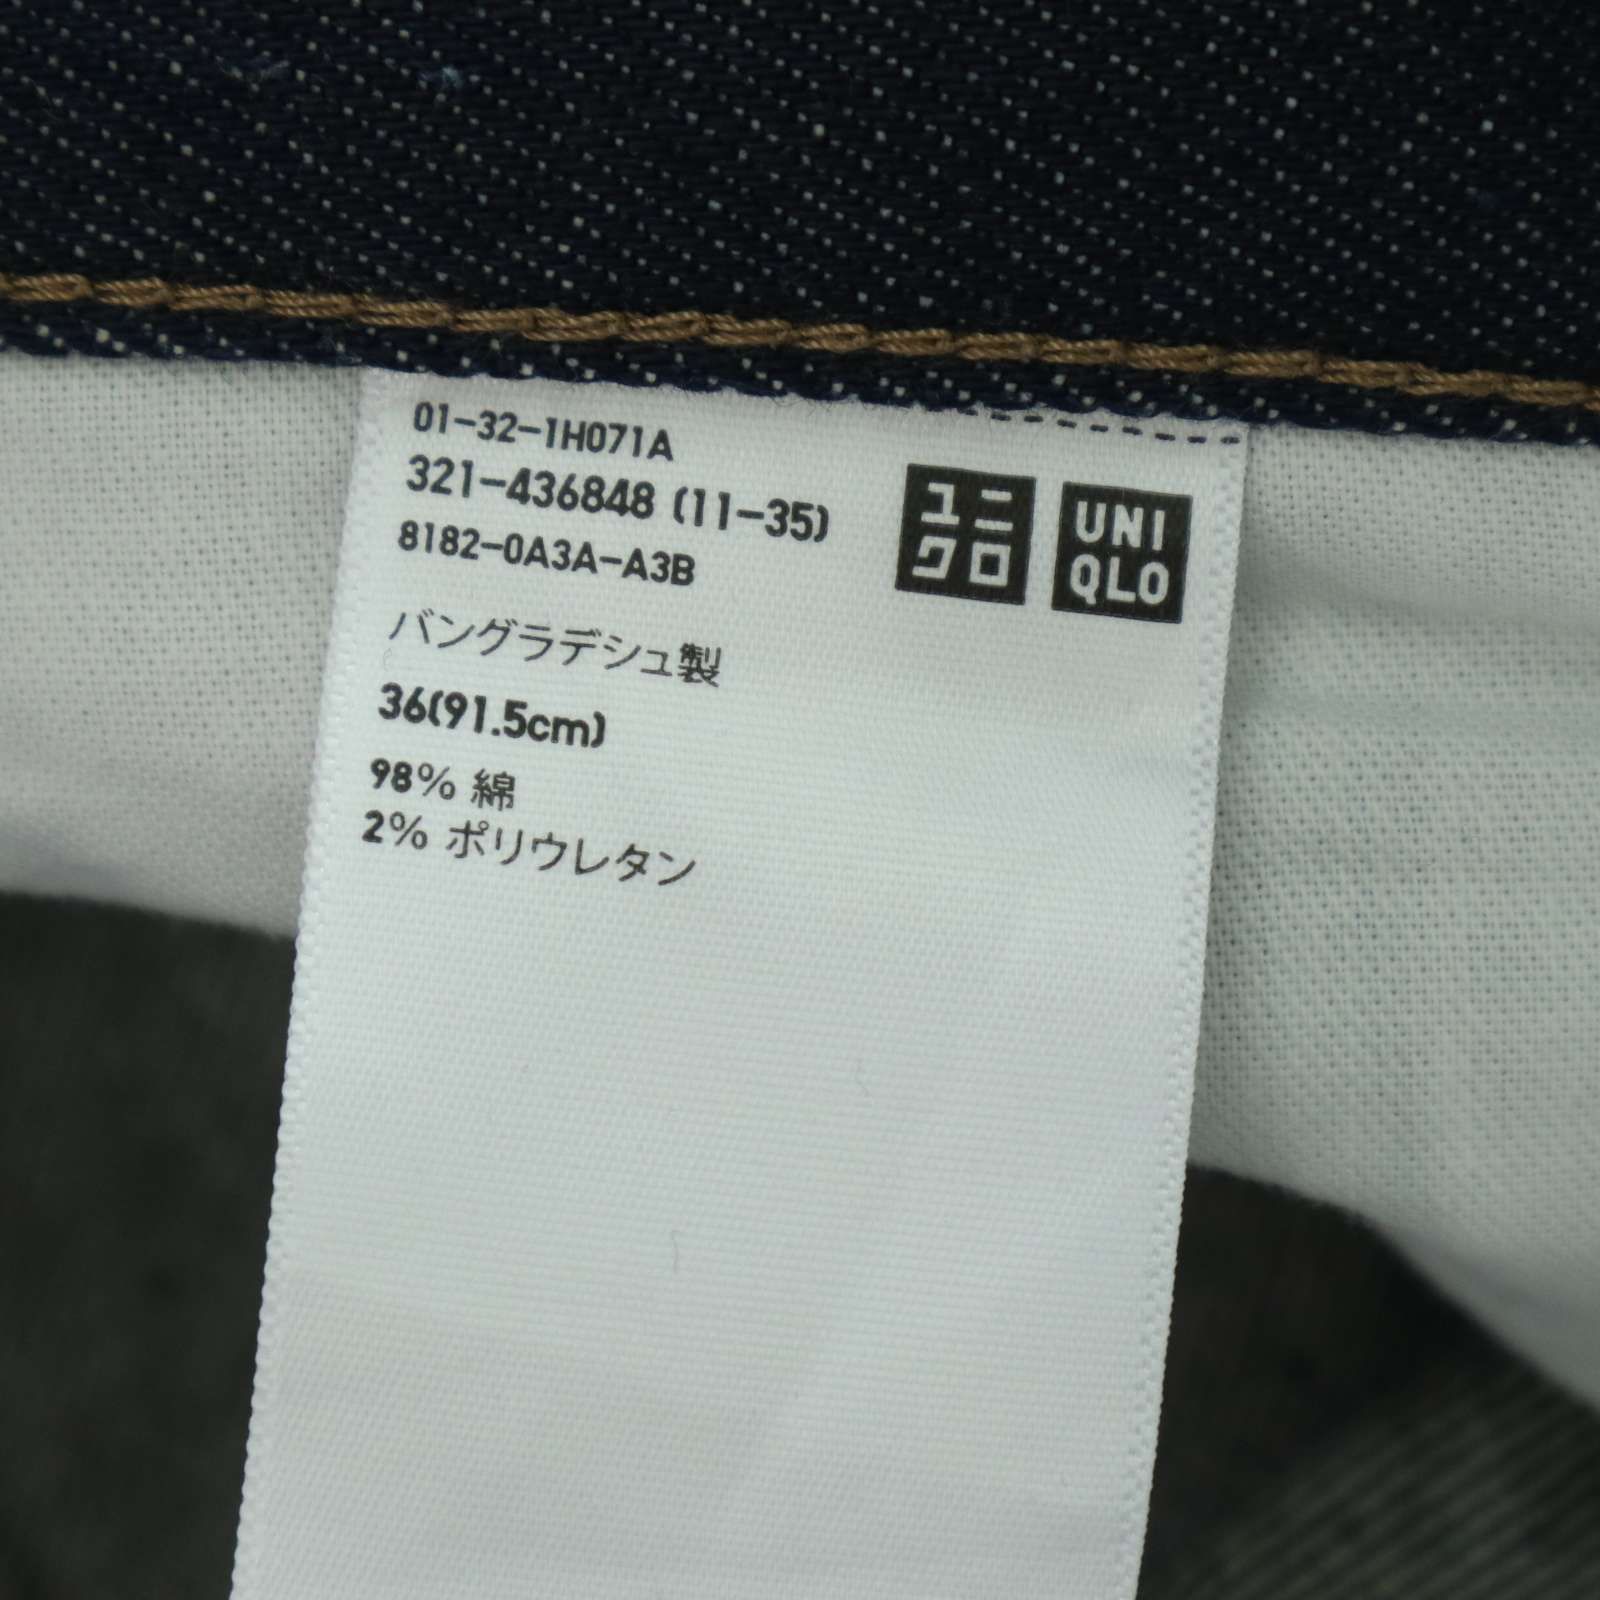 01-32-1H071A
321-436848 (11-35)
8182-0A3A-A3B
ユニ
クロ
UNI
QLO
バングラデシュ製
36(91.5cm)
98% 綿
2% ポリウレタン